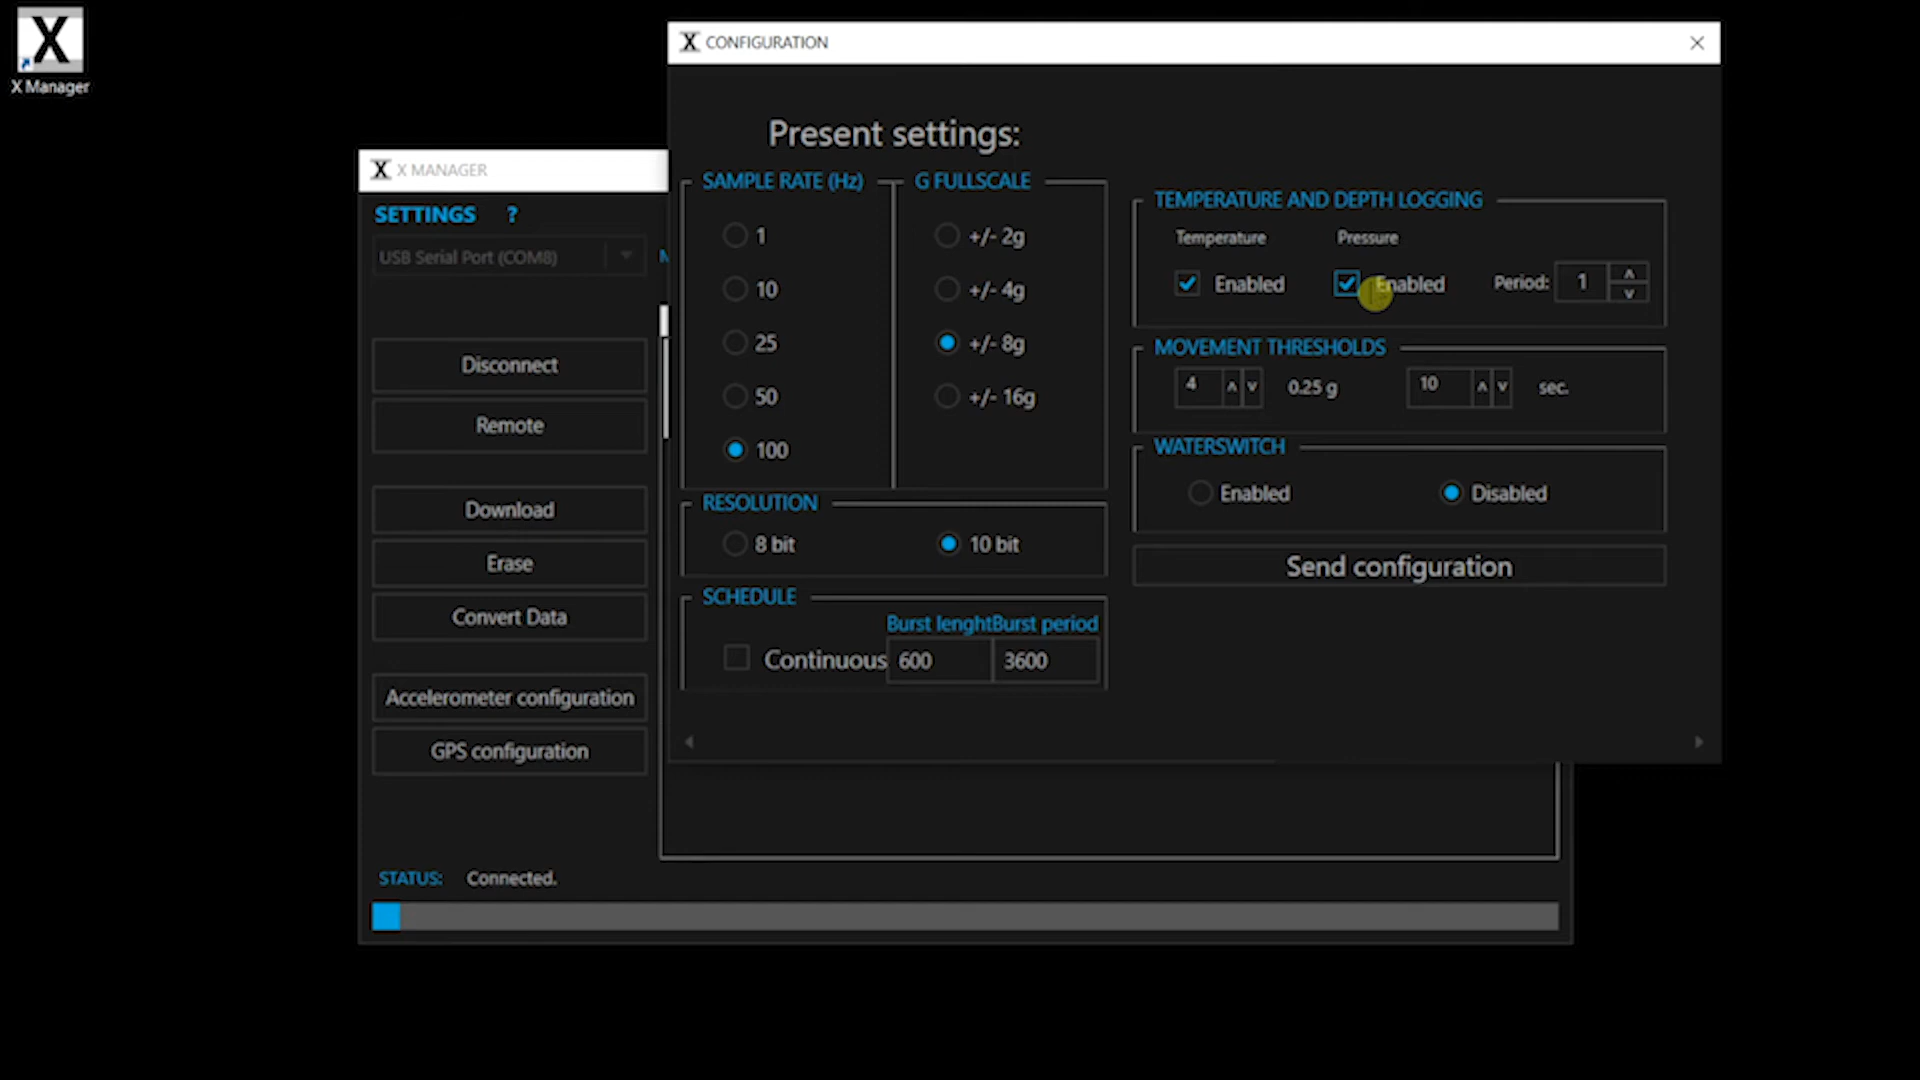 X Manager
X CONFIGURATION
Present settings:
SAMPLE RATE (Hz)
1
10
25
50
100
G FULLSCALE
+/- 2g
+/- 4g
+/- 8g
+/- 16g
RESOLUTION
8 bit
10 bit
SCHEDULE
Burst lenght Burst period
Continuous 600 3600
TEMPERATURE AND DEPTH LOGGING
Temperature Pressure
Enabled Enabled Period: 1
MOVEMENT THRESHOLDS
4 0.25 g 10 sec.
WATERSWITCH
Enabled Disabled
Send configuration
X X MANAGER
SETTINGS ?
USB Serial Port (COM8)
Disconnect
Remote
Download
Erase
Convert Data
Accelerometer configuration
GPS configuration
STATUS: Connected.